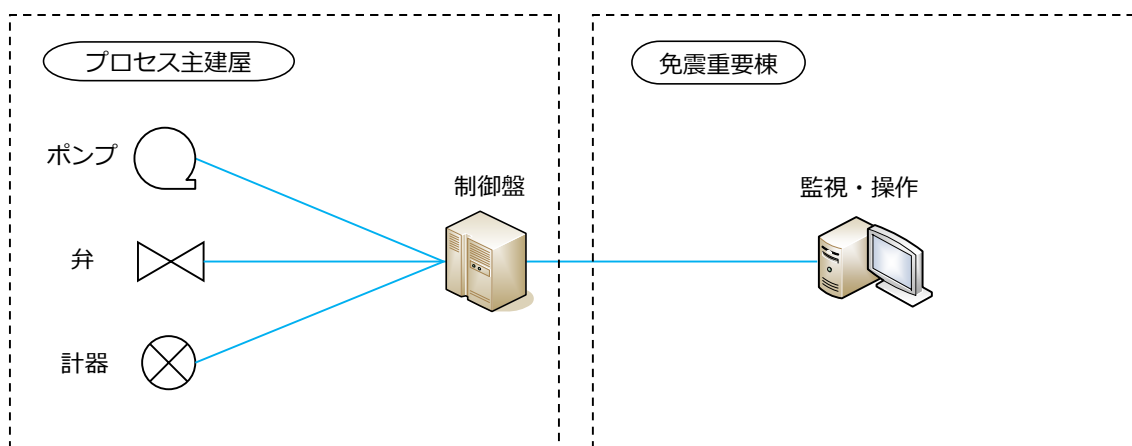 プロセス主建屋
免震重要棟
ポンプ
制御盤
監視・操作
弁
計器